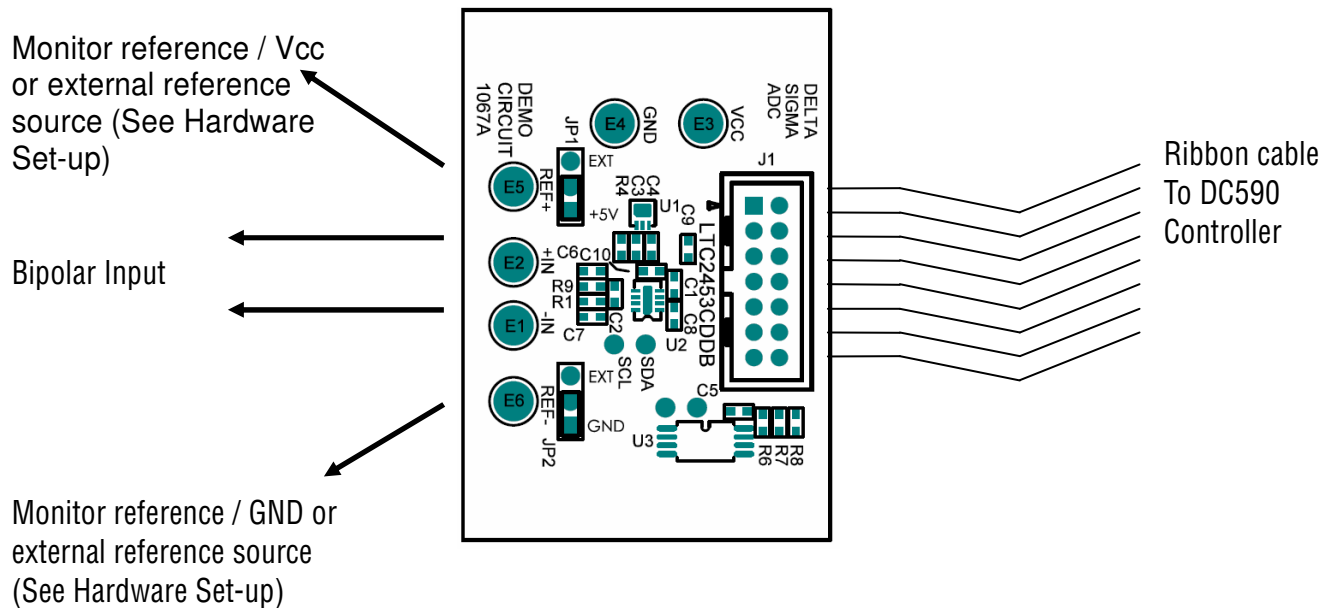 Monitor reference / Vcc
or external reference
source (See Hardware
Set-up)
Bipolar Input
Monitor reference / GND or
external reference source
(See Hardware Set-up)
DEMO
CIRCUIT
1067A
E4
GND
E3
VCC
DELTA
SIGMA
ADC
JP1
EXT
E5
REF+
+5V
R4
C3
C4
U1
C9
J1
LTC2453CDDB
E2
+IN
C6
C10
R9
R1
C7
C2
C1
C8
U2
E1
-IN
SCL
SDA
EXT
E6
REF-
GND
JP2
C5
U3
R6
R7
R8
Ribbon cable
To DC590
Controller